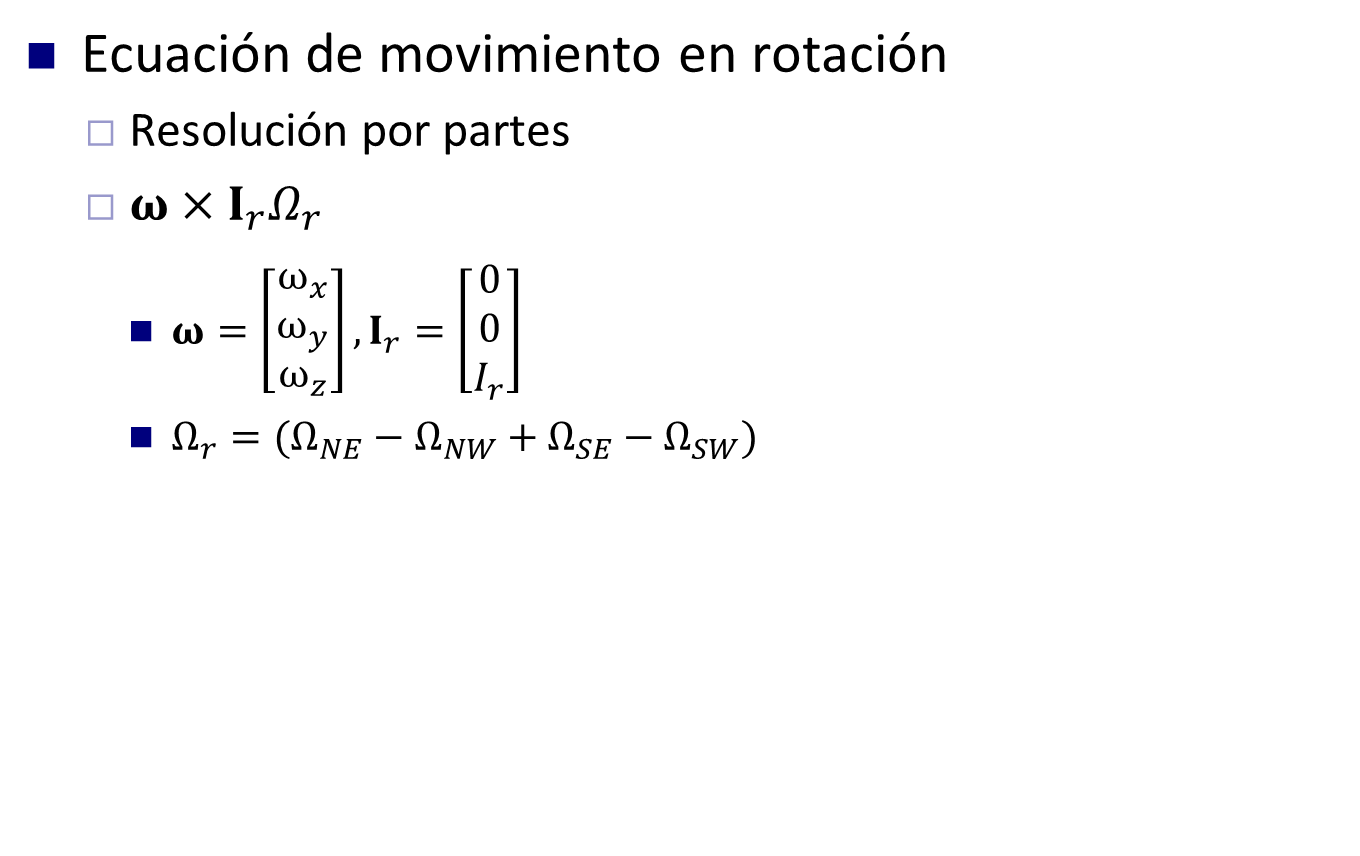 Ecuación de movimiento en rotación
Resolución por partes
𝛚 × 𝐈_r Ω_r
𝛚 = [ω_x ω_y ω_z], 𝐈_r = [0 0 I_r]
Ω_r = (Ω_NE − Ω_NW + Ω_SE − Ω_SW)